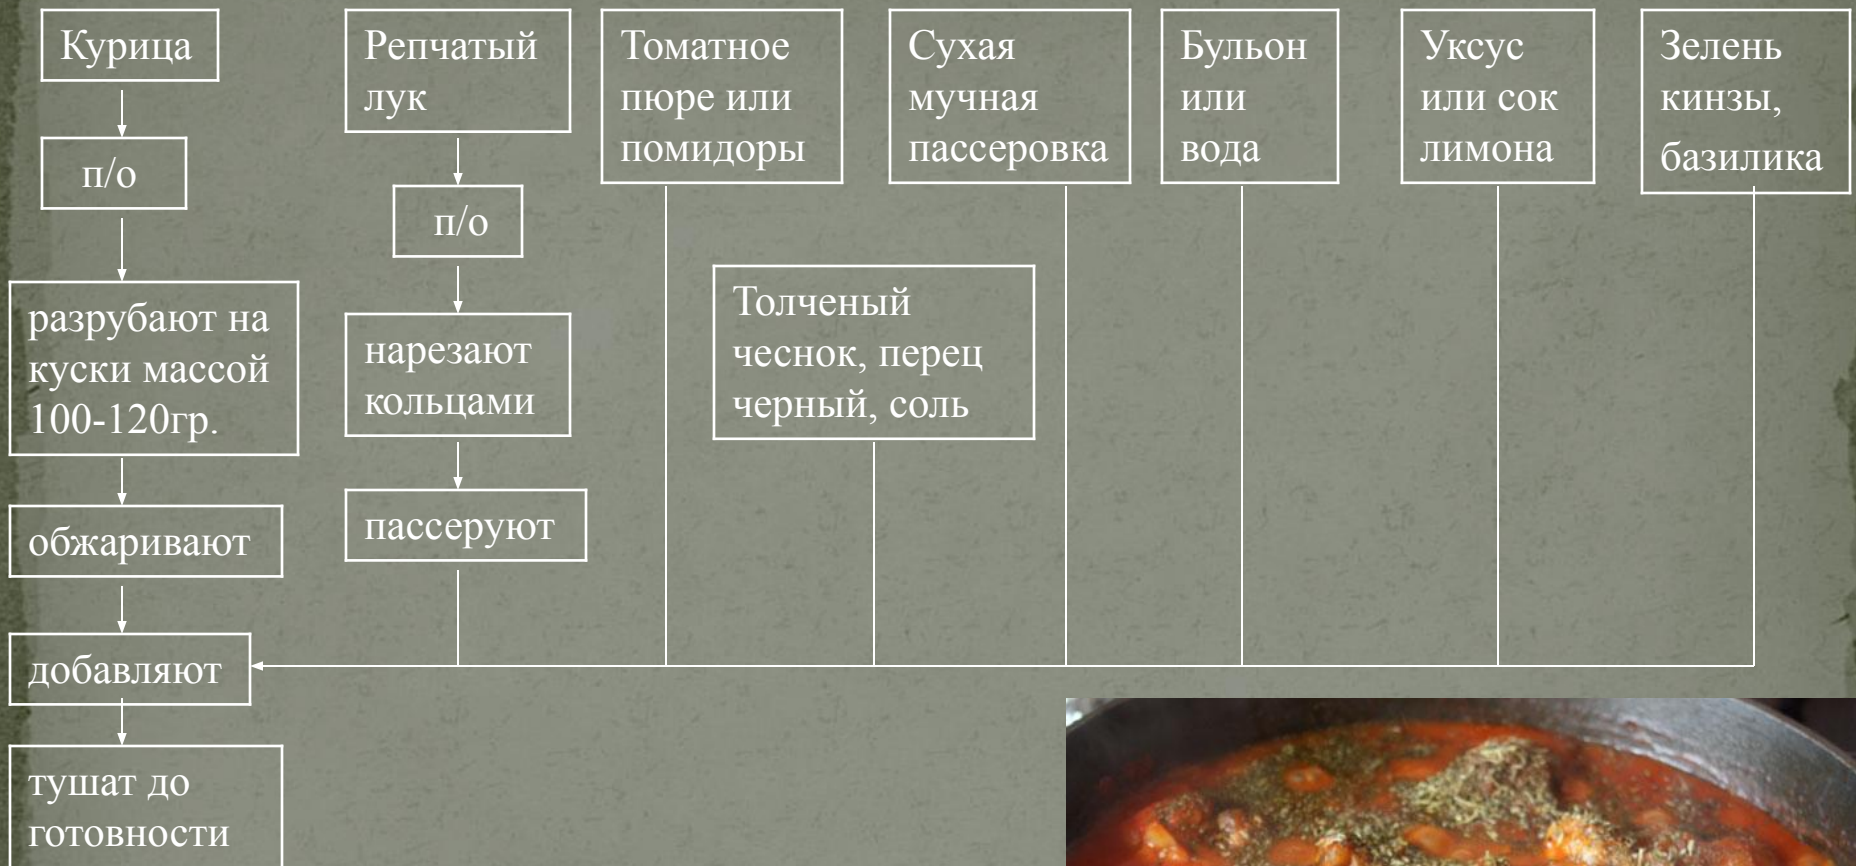 Курица
Репчатый
лук
Томатное
пюре или
помидоры
Сухая
мучная
пассеровка
Бульон
или
вода
Уксус
или сок
лимона
Зелень
кинзы,
базилика
п/о
п/о
разрубают на
куски массой
100-120гр.
нарезают
кольцами
Толченый
чеснок, перец
черный, соль
обжаривают
пассеруют
добавляют
тушат до
готовности